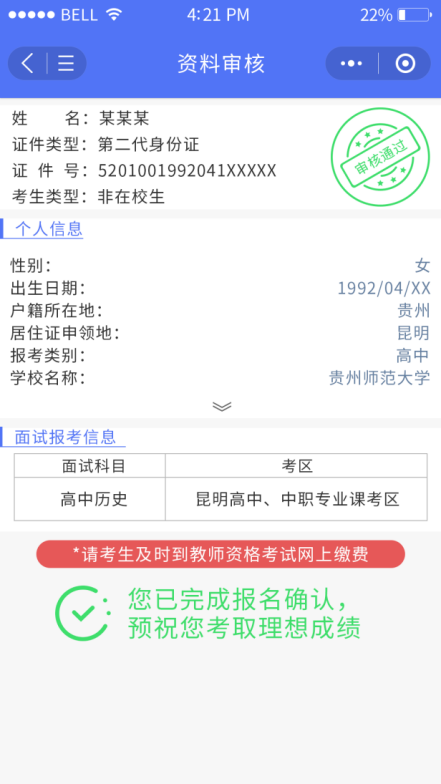 BELL 4:21 PM 22%
资料审核
姓 名：某某某
证件类型：第二代身份证
证 件 号：5201001992041XXXXX
考生类型：非在校生
审核通过
个人信息
性别： 女
出生日期： 1992/04/XX
户籍所在地： 贵州
居住证申领地： 昆明
报考类别： 高中
学校名称： 贵州师范大学
面试报考信息
面试科目 考区
高中历史 昆明高中、中职专业课考区
*请考生及时到教师资格考试网上缴费
您已完成报名确认，
预祝您考取理想成绩